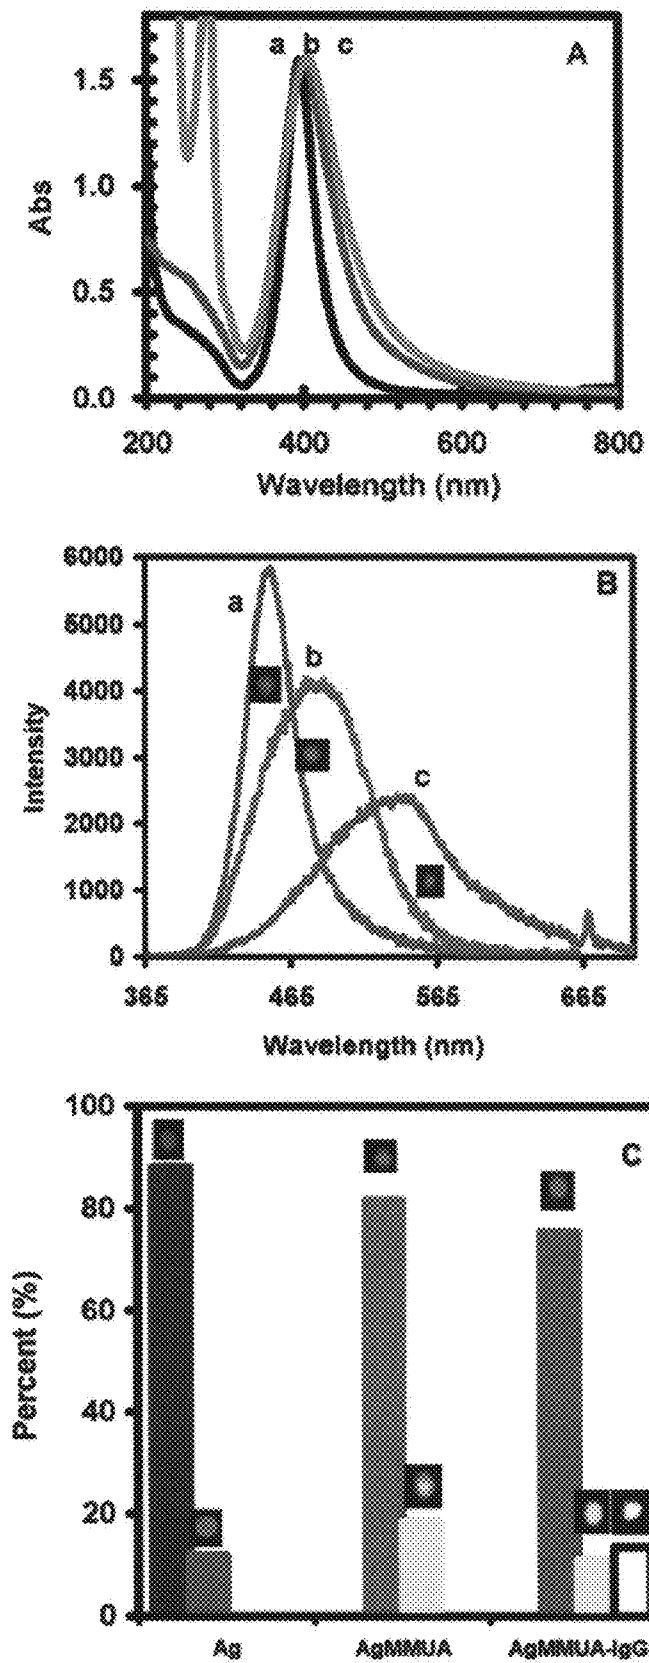 a b c
A
1.5
1.0
0.5
0.0
Abs
200 400 600 800
Wavelength (nm)
6000
5000
4000
3000
2000
1000
0
Intensity
a
b
c
B
365 465 565 665
Wavelength (nm)
100
80
60
40
20
0
Percent (%)
C
Ag AgMMUA AgMMUA-IgG